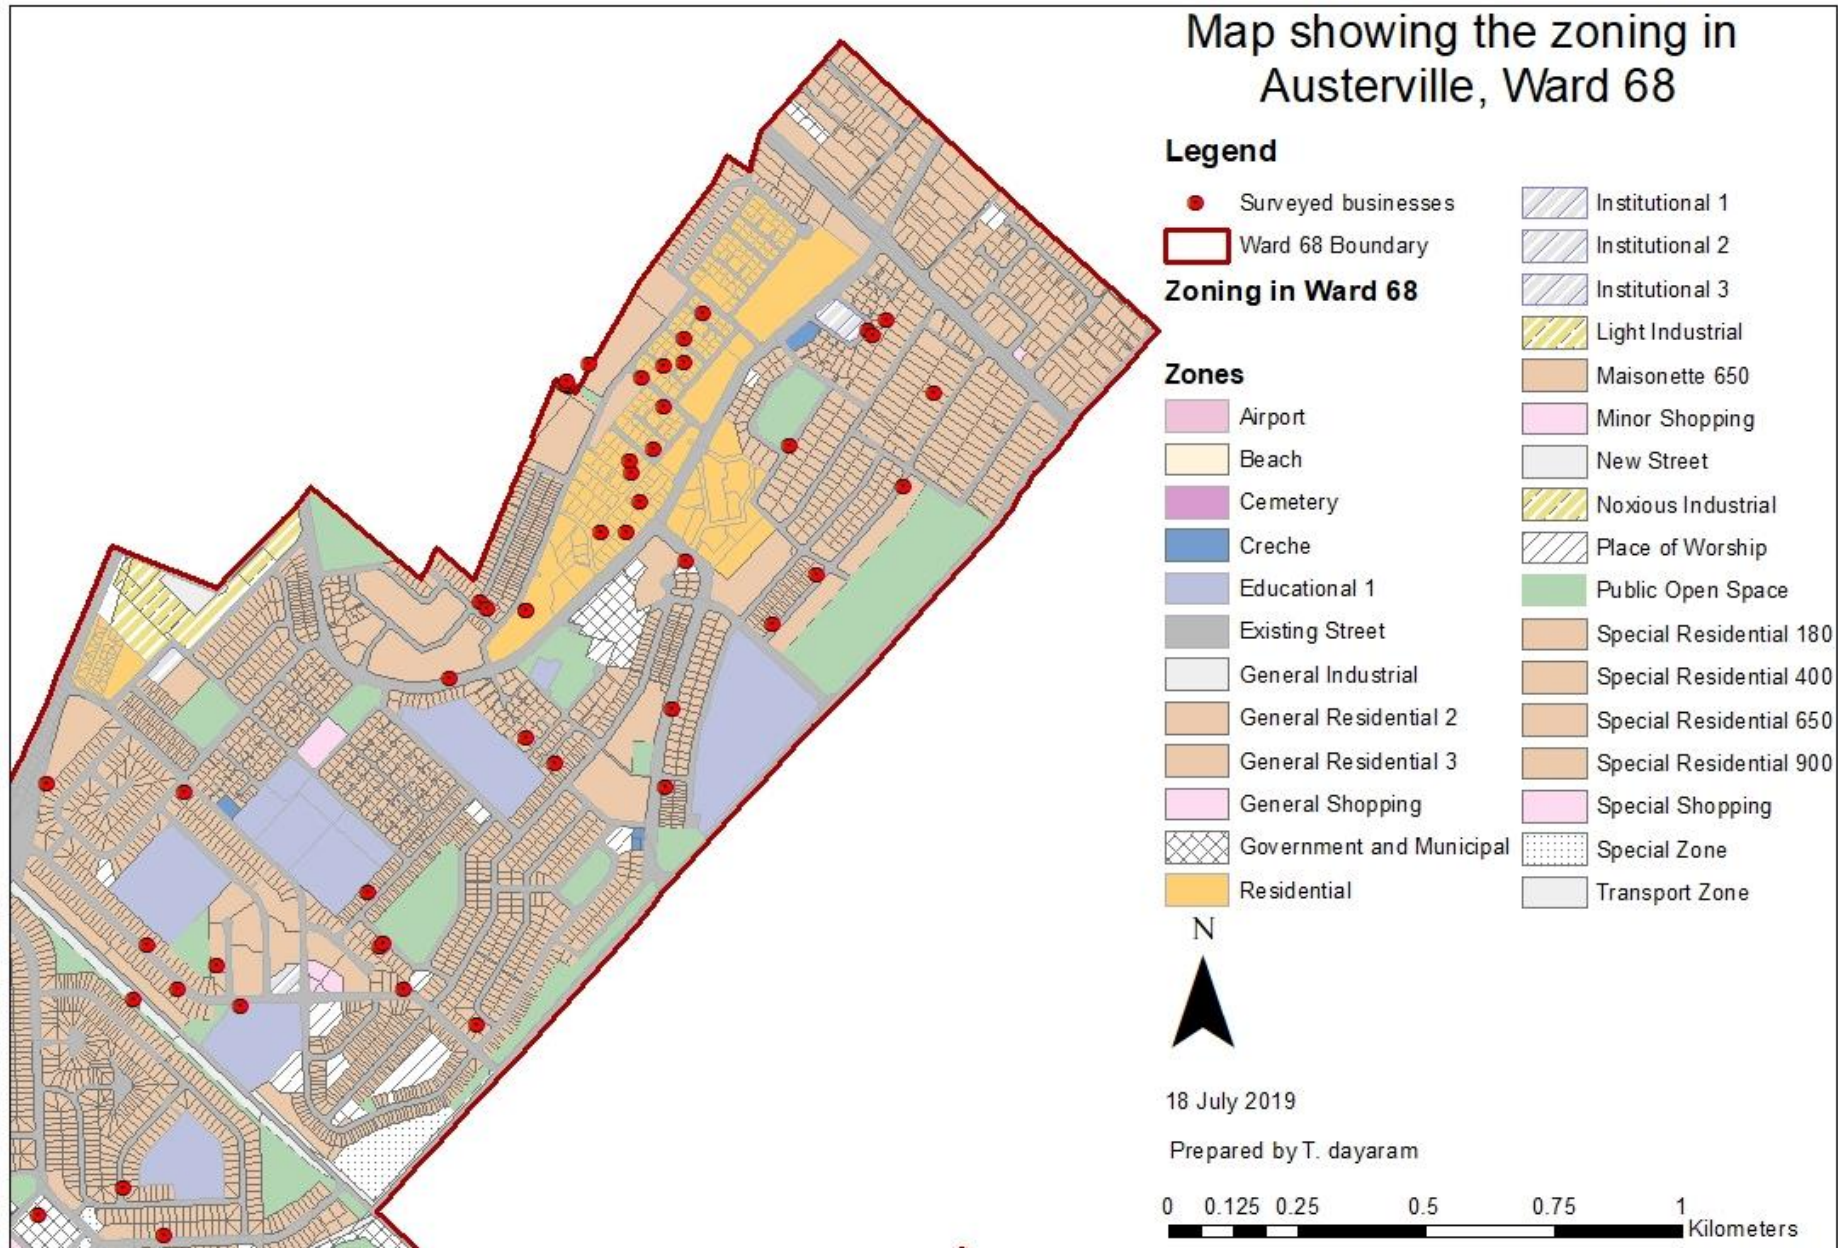 Map showing the zoning in
Austerville, Ward 68
Legend
Surveyed businesses
Ward 68 Boundary
Zoning in Ward 68
Zones
Airport
Beach
Cemetery
Creche
Educational 1
Existing Street
General Industrial
General Residential 2
General Residential 3
General Shopping
Government and Municipal
Residential
Institutional 1
Institutional 2
Institutional 3
Light Industrial
Maisonette 650
Minor Shopping
New Street
Noxious Industrial
Place of Worship
Public Open Space
Special Residential 180
Special Residential 400
Special Residential 650
Special Residential 900
Special Shopping
Special Zone
Transport Zone
N
18 July 2019
Prepared by T. dayaram
0 0.125 0.25 0.5 0.75 1
Kilometers